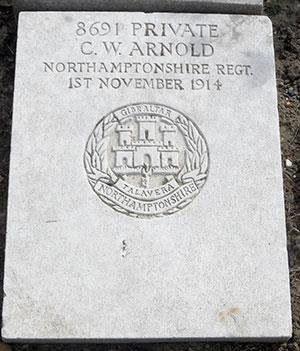 8691 PRIVATE
C. W. ARNOLD
NORTHAMPTONSHIRE REGT.
1ST NOVEMBER 1914
GIBRALTAR
TALAVERA
NORTHAMPTONSHIRE